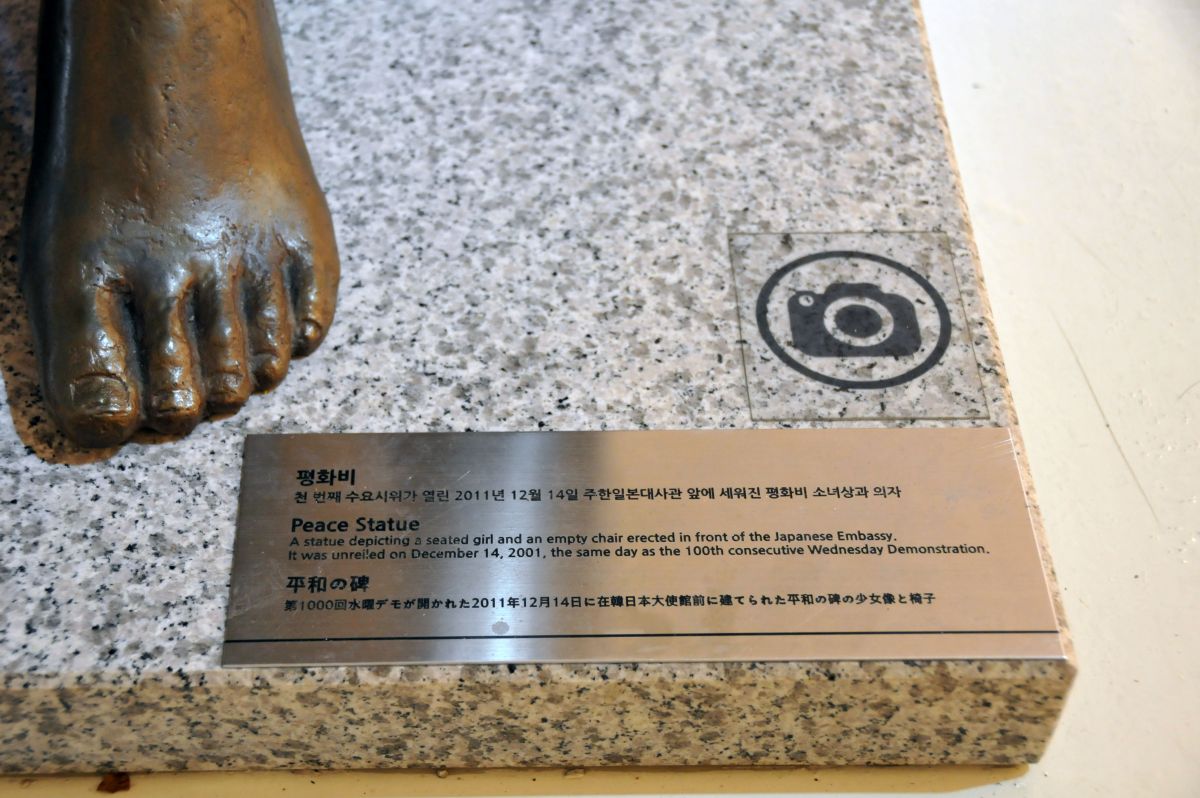 평화비
천 번째 수요시위가 열린 2011년 12월 14일 주한일본대사관 앞에 세워진 평화비 소녀상과 의자
Peace Statue
A statue depicting a seated girl and an empty chair erected in front of the Japanese Embassy.
It was unreiled on December 14, 2001, the same day as the 100th consecutive Wednesday Demonstration.
平和の碑
第1000回水曜デモが開かれた2011年12月14日に在韓日本大使館前に建てられた平和の碑の少女像と椅子